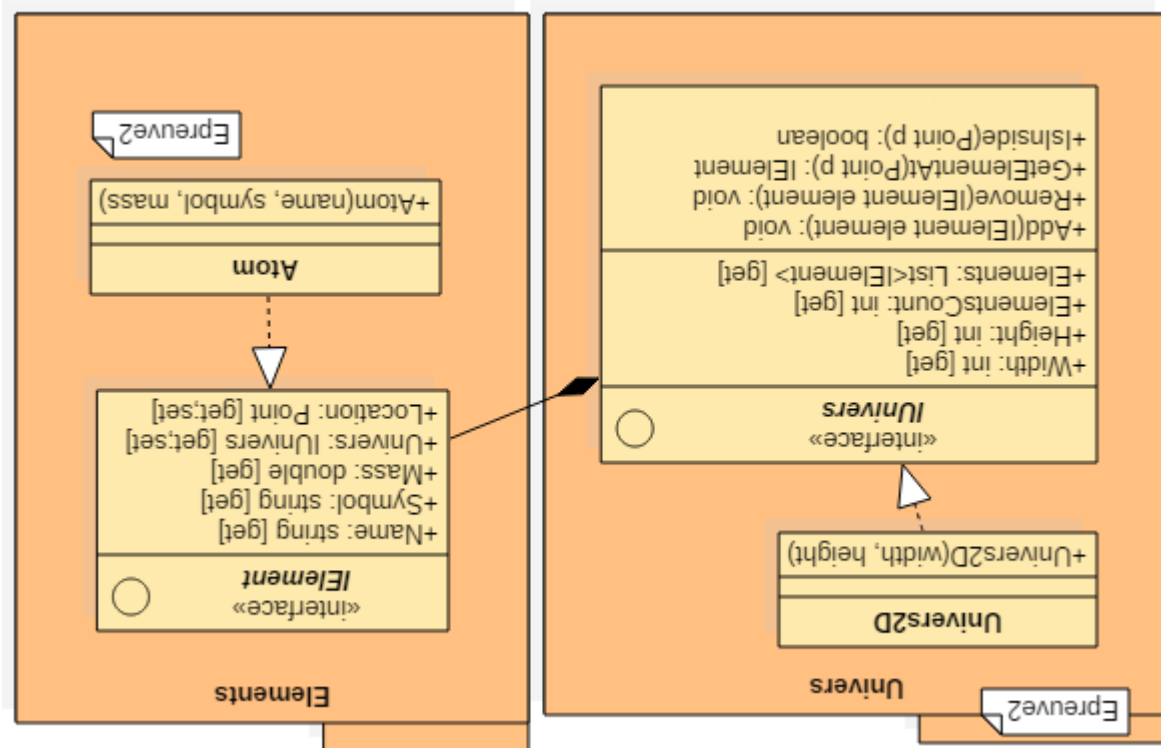 Epreuve2
Univers
Univers2D
+Univers2D(width, height)
«interface»
IUnivers
+Width: int [get]
+Height: int [get]
+ElementsCount: int [get]
+Elements: List<IElement> [get]
+Add(IElement element): void
+Remove(IElement element): void
+GetElementAt(Point p): IElement
+IsInside(Point p): boolean
Elements
«interface»
IElement
+Name: string [get]
+Symbol: string [get]
+Mass: double [get]
+Univers: IUnivers [get;set]
+Location: Point [get;set]
Atom
+Atom(name, symbol, mass)
Epreuve2